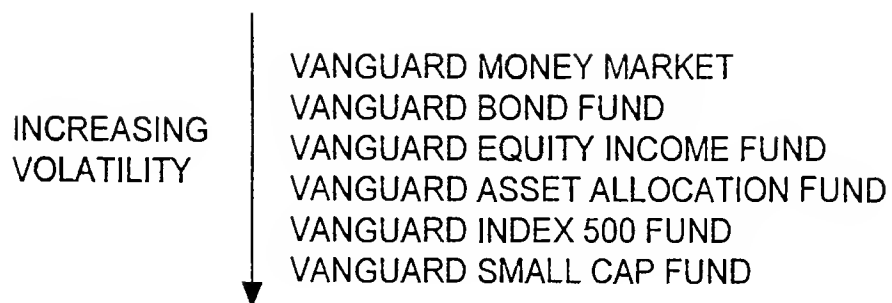 INCREASING
VOLATILITY
VANGUARD MONEY MARKET
VANGUARD BOND FUND
VANGUARD EQUITY INCOME FUND
VANGUARD ASSET ALLOCATION FUND
VANGUARD INDEX 500 FUND
VANGUARD SMALL CAP FUND